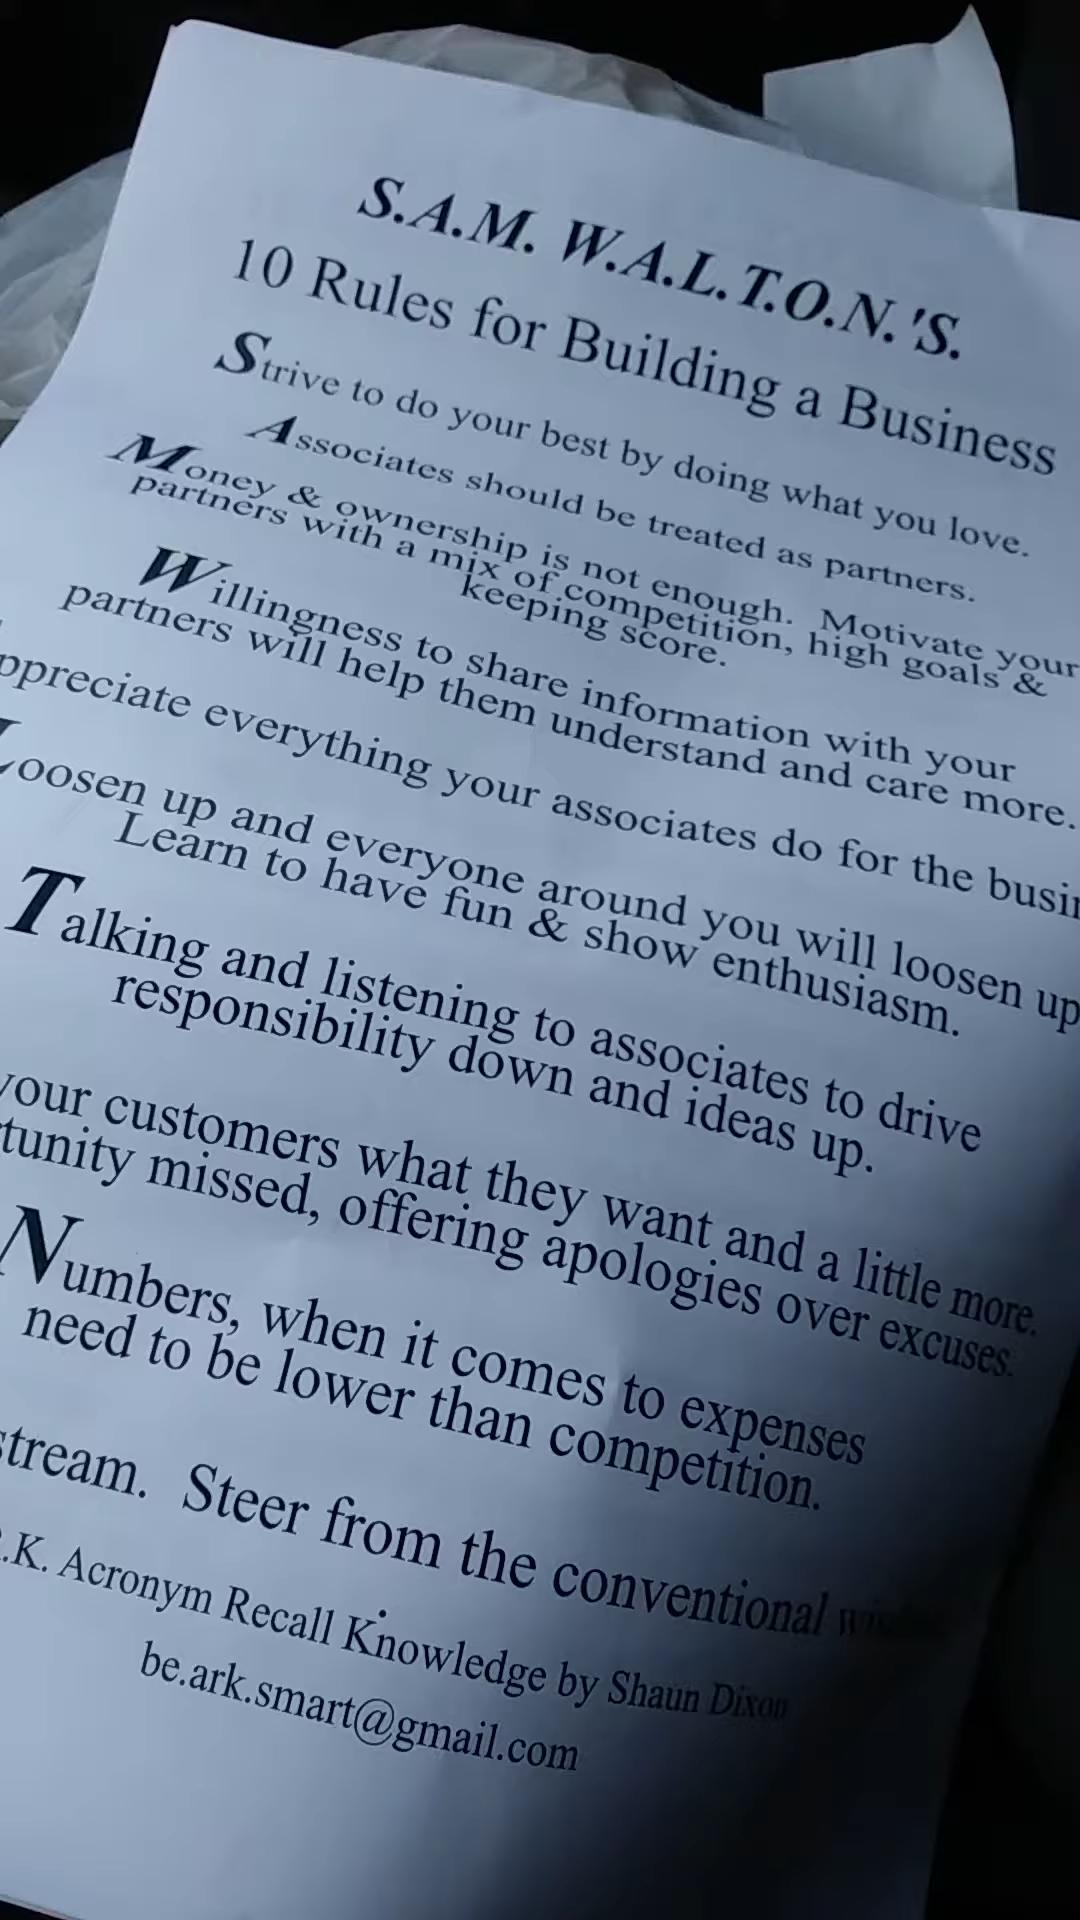 S.A.M. W.A.L.T.O.N.'S.
10 Rules for Building a Business
Strive to do your best by doing what you love.
Associates should be treated as partners.
Money & ownership is not enough. Motivate your
partners with a mix of competition, high goals &
keeping score.
Willingness to share information with your
partners will help them understand and care more.
ppreciate everything your associates do for the busin
Loosen up and everyone around you will loosen up
Learn to have fun & show enthusiasm.
Talking and listening to associates to drive
responsibility down and ideas up.
your customers what they want and a little more.
tunity missed, offering apologies over excuses.
Numbers, when it comes to expenses
need to be lower than competition.
stream. Steer from the conventional
.K. Acronym Recall Knowledge by Shaun Dixon
be.ark.smart@gmail.com